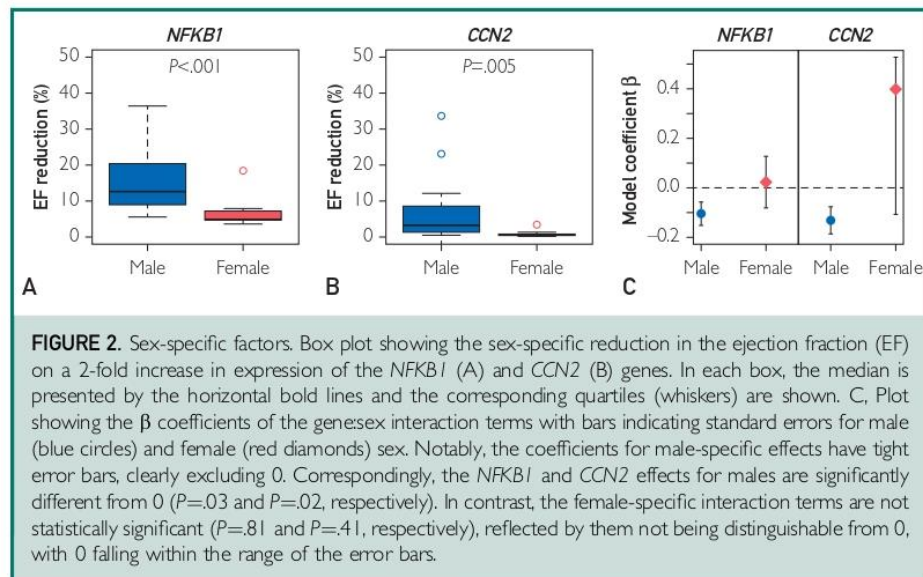 NFKB1
P<.001
EF reduction (%)
50
40
30
20
10
0
Male
Female
A
CCN2
P=.005
EF reduction (%)
50
40
30
20
10
0
Male
Female
B
NFKB1
CCN2
Model coefficient β
0.4
0.2
0.0
−0.2
Male
Female
Male
Female
C
FIGURE 2. Sex-specific factors. Box plot showing the sex-specific reduction in the ejection fraction (EF)
on a 2-fold increase in expression of the NFKB1 (A) and CCN2 (B) genes. In each box, the median is
presented by the horizontal bold lines and the corresponding quartiles (whiskers) are shown. C, Plot
showing the β coefficients of the genesex interaction terms with bars indicating standard errors for male
(blue circles) and female (red diamonds) sex. Notably, the coefficients for male-specific effects have tight
error bars, clearly excluding 0. Correspondingly, the NFKB1 and CCN2 effects for males are significantly
different from 0 (P=.03 and P=.02, respectively). In contrast, the female-specific interaction terms are not
statistically significant (P=.81 and P=.41, respectively), reflected by them not being distinguishable from 0,
with 0 falling within the range of the error bars.